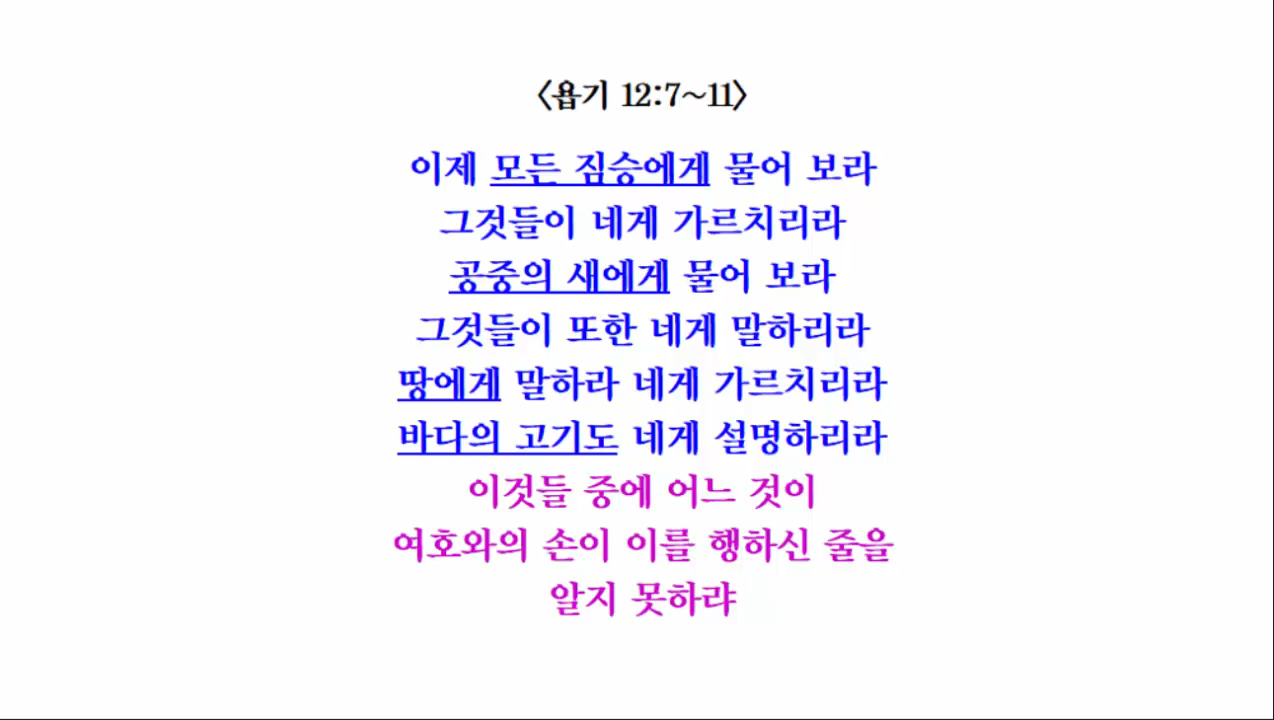 〈욥기 12:7~11〉
이제 모든 짐승에게 물어 보라
그것들이 네게 가르치리라
공중의 새에게 물어 보라
그것들이 또한 네게 말하리라
땅에게 말하라 네게 가르치리라
바다의 고기도 네게 설명하리라
이것들 중에 어느 것이
여호와의 손이 이를 행하신 줄을
알지 못하랴